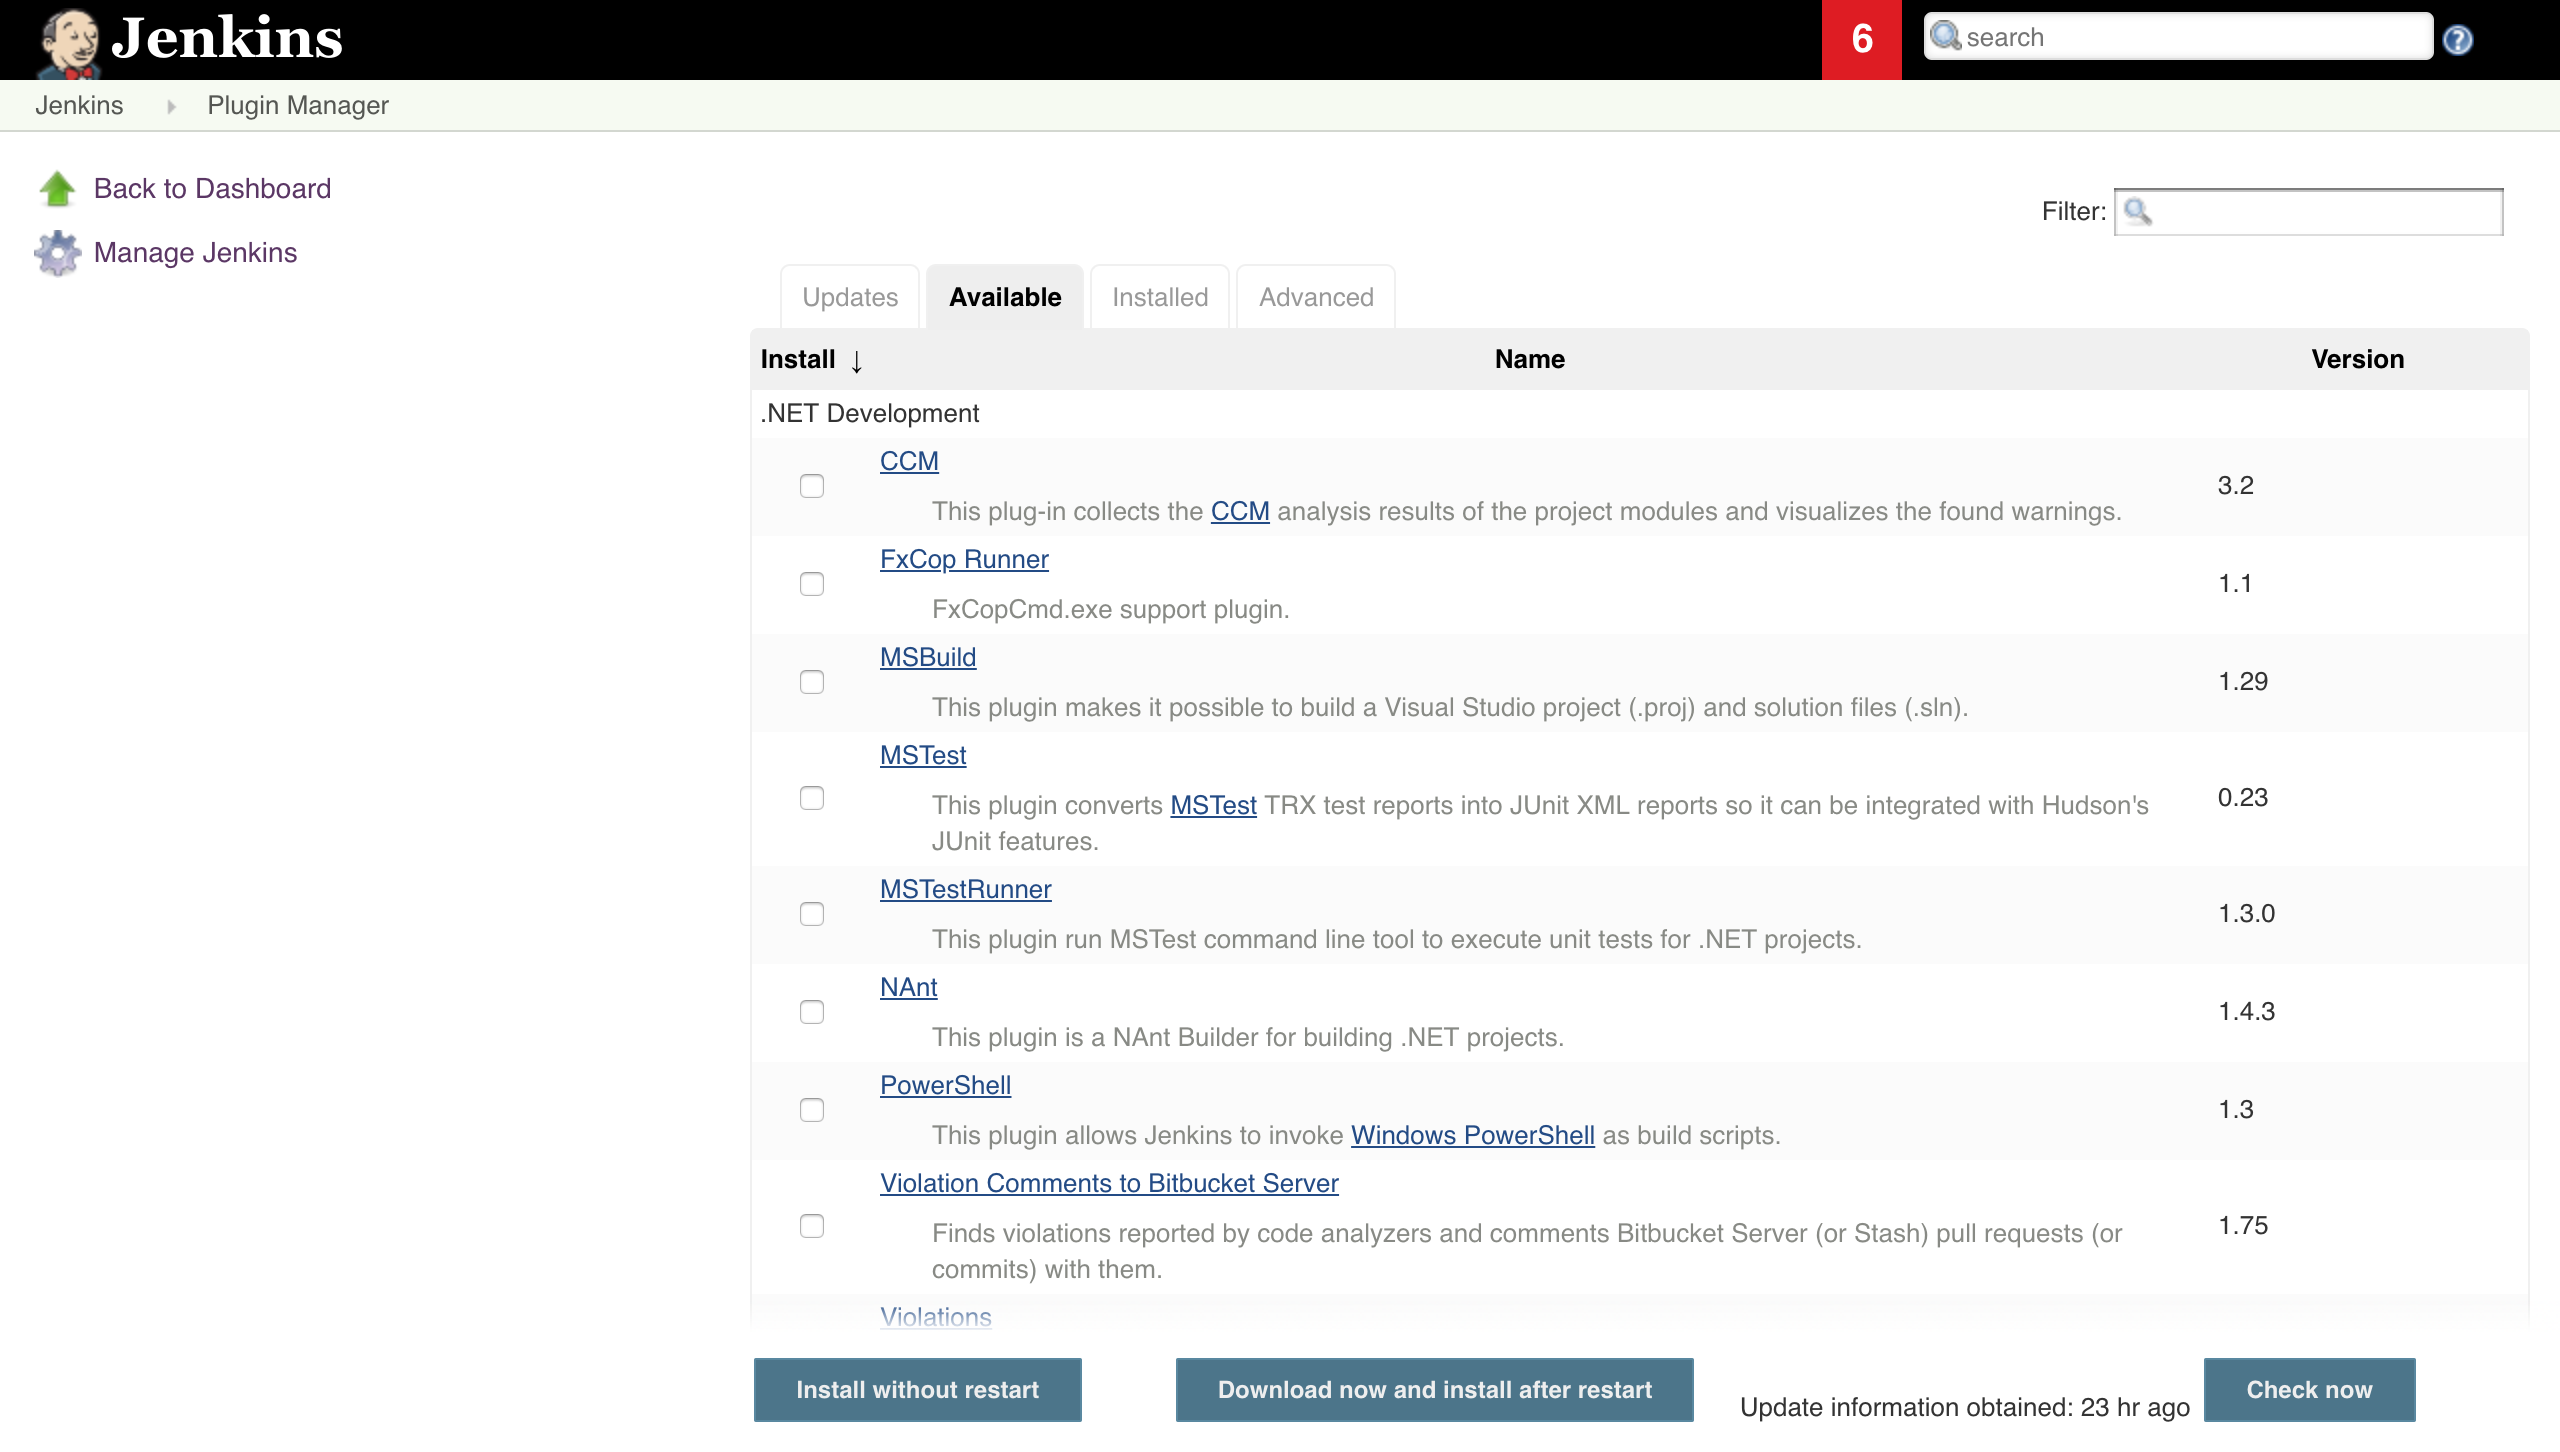 Jenkins
6
search
?
Jenkins
Plugin Manager
Back to Dashboard
Manage Jenkins
Filter:
Updates
Available
Installed
Advanced
Install ↓
Name
Version
.NET Development
CCM
This plug-in collects the CCM analysis results of the project modules and visualizes the found warnings.
3.2
FxCop Runner
FxCopCmd.exe support plugin.
1.1
MSBuild
This plugin makes it possible to build a Visual Studio project (.proj) and solution files (.sln).
1.29
MSTest
This plugin converts MSTest TRX test reports into JUnit XML reports so it can be integrated with Hudson's
JUnit features.
0.23
MSTestRunner
This plugin run MSTest command line tool to execute unit tests for .NET projects.
1.3.0
NAnt
This plugin is a NAnt Builder for building .NET projects.
1.4.3
PowerShell
This plugin allows Jenkins to invoke Windows PowerShell as build scripts.
1.3
Violation Comments to Bitbucket Server
Finds violations reported by code analyzers and comments Bitbucket Server (or Stash) pull requests (or
commits) with them.
1.75
Violations
Install without restart
Download now and install after restart
Update information obtained: 23 hr ago
Check now